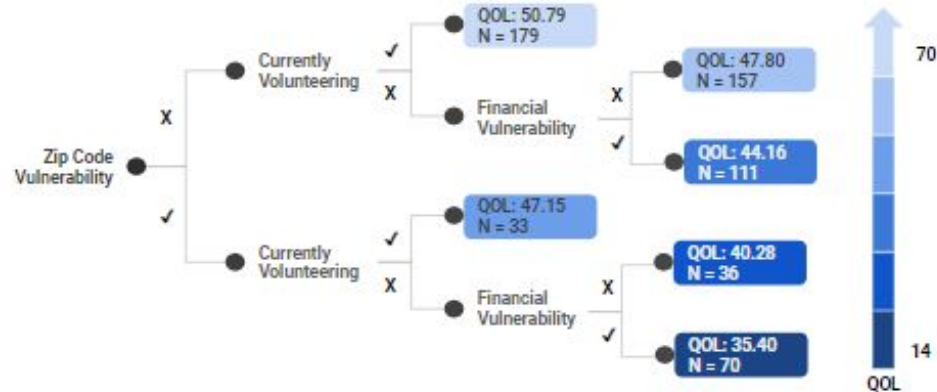 QOL: 50.79
N = 179
70
✓
Currently
Volunteering
X
QOL: 47.80
N = 157
X
Financial
Vulnerability
X
✓
QOL: 44.16
N = 111
Zip Code
Vulnerability
✓
QOL: 47.15
N = 33
✓
Currently
Volunteering
X
QOL: 40.28
N = 36
X
Financial
Vulnerability
✓
QOL: 35.40
N = 70
14
QOL